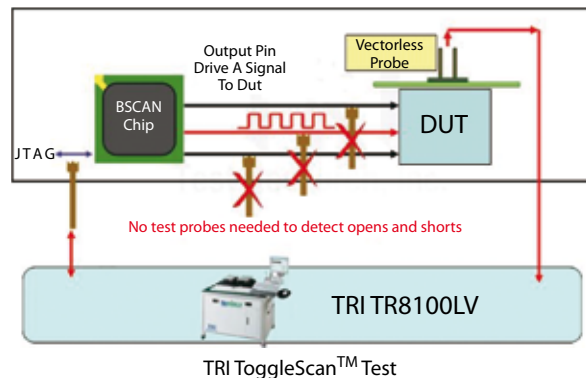 Output Pin
Drive A Signal
To Dut
Vectorless
Probe
BSCAN
Chip
DUT
JTAG
No test probes needed to detect opens and shorts
TRI TR8100LV
TRI ToggleScan™ Test